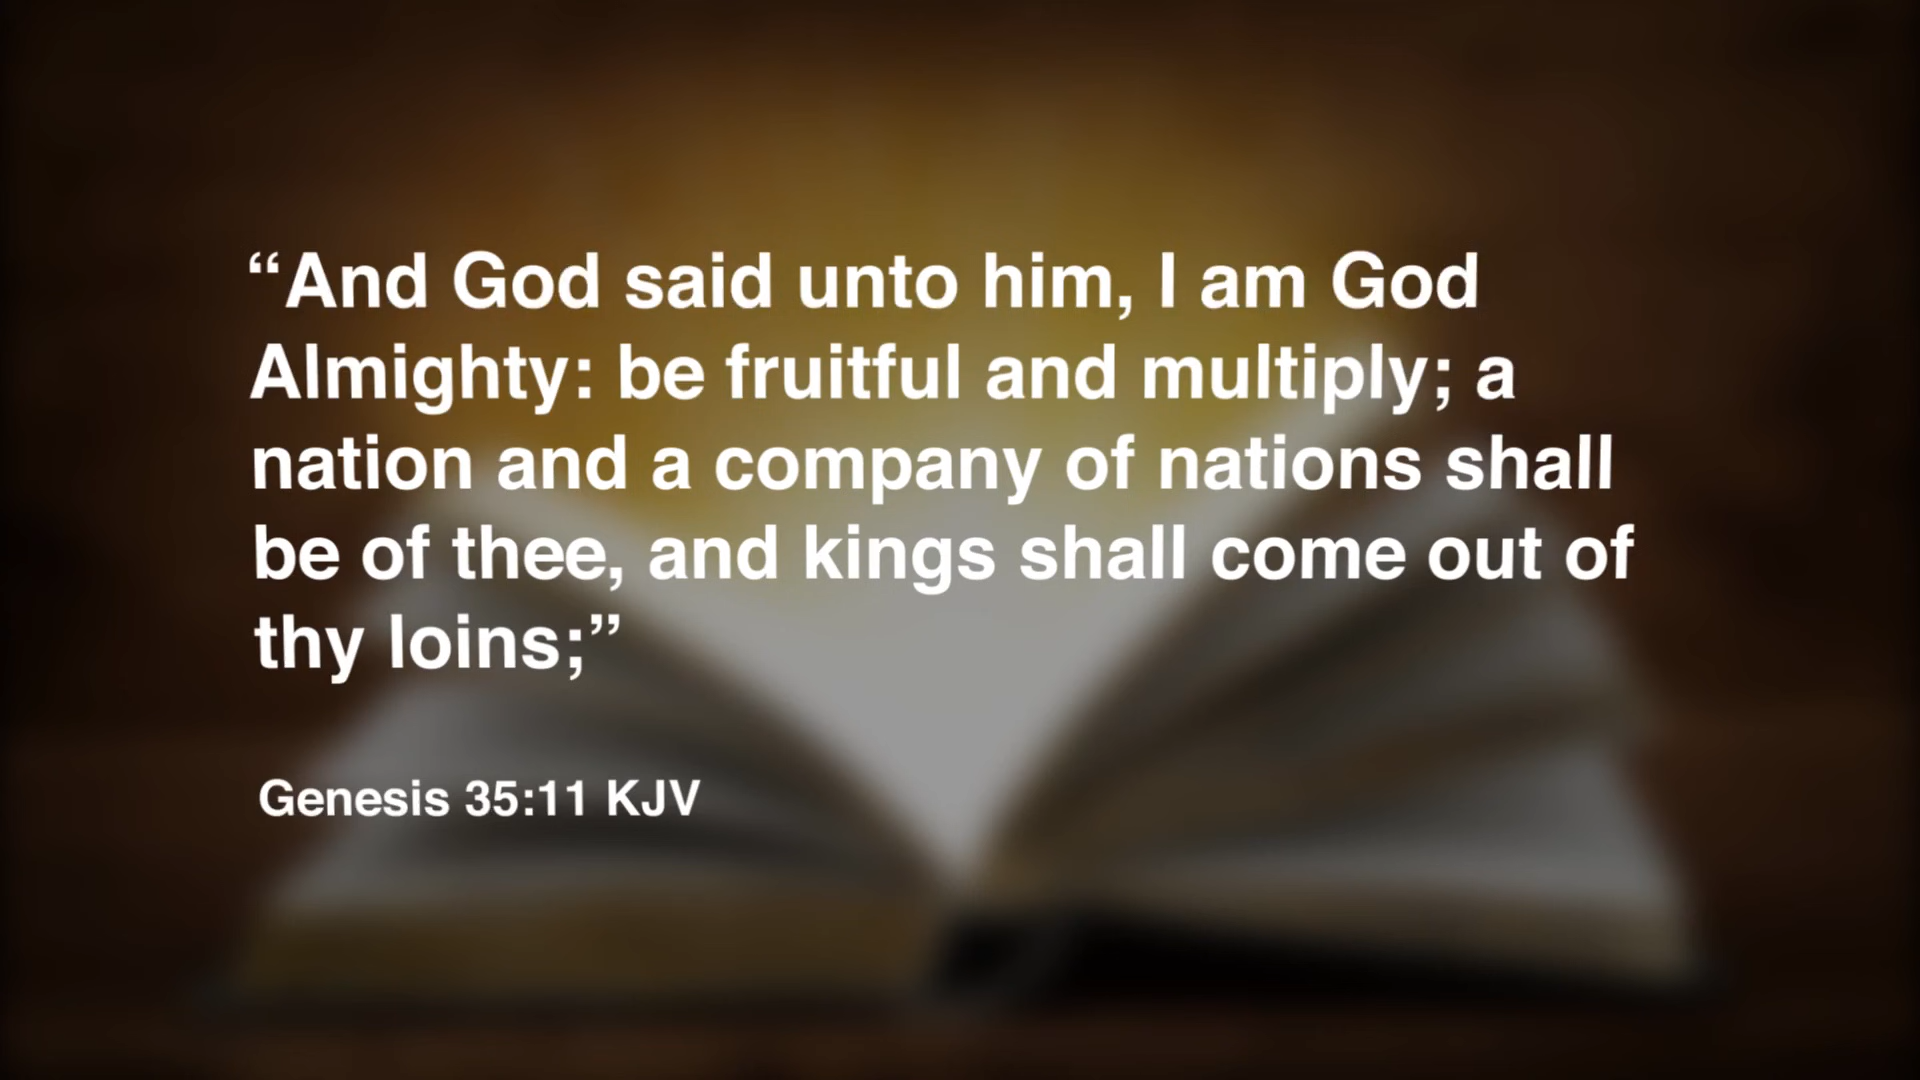 “And God said unto him, I am God
Almighty: be fruitful and multiply; a
nation and a company of nations shall
be of thee, and kings shall come out of
thy loins;”
Genesis 35:11 KJV